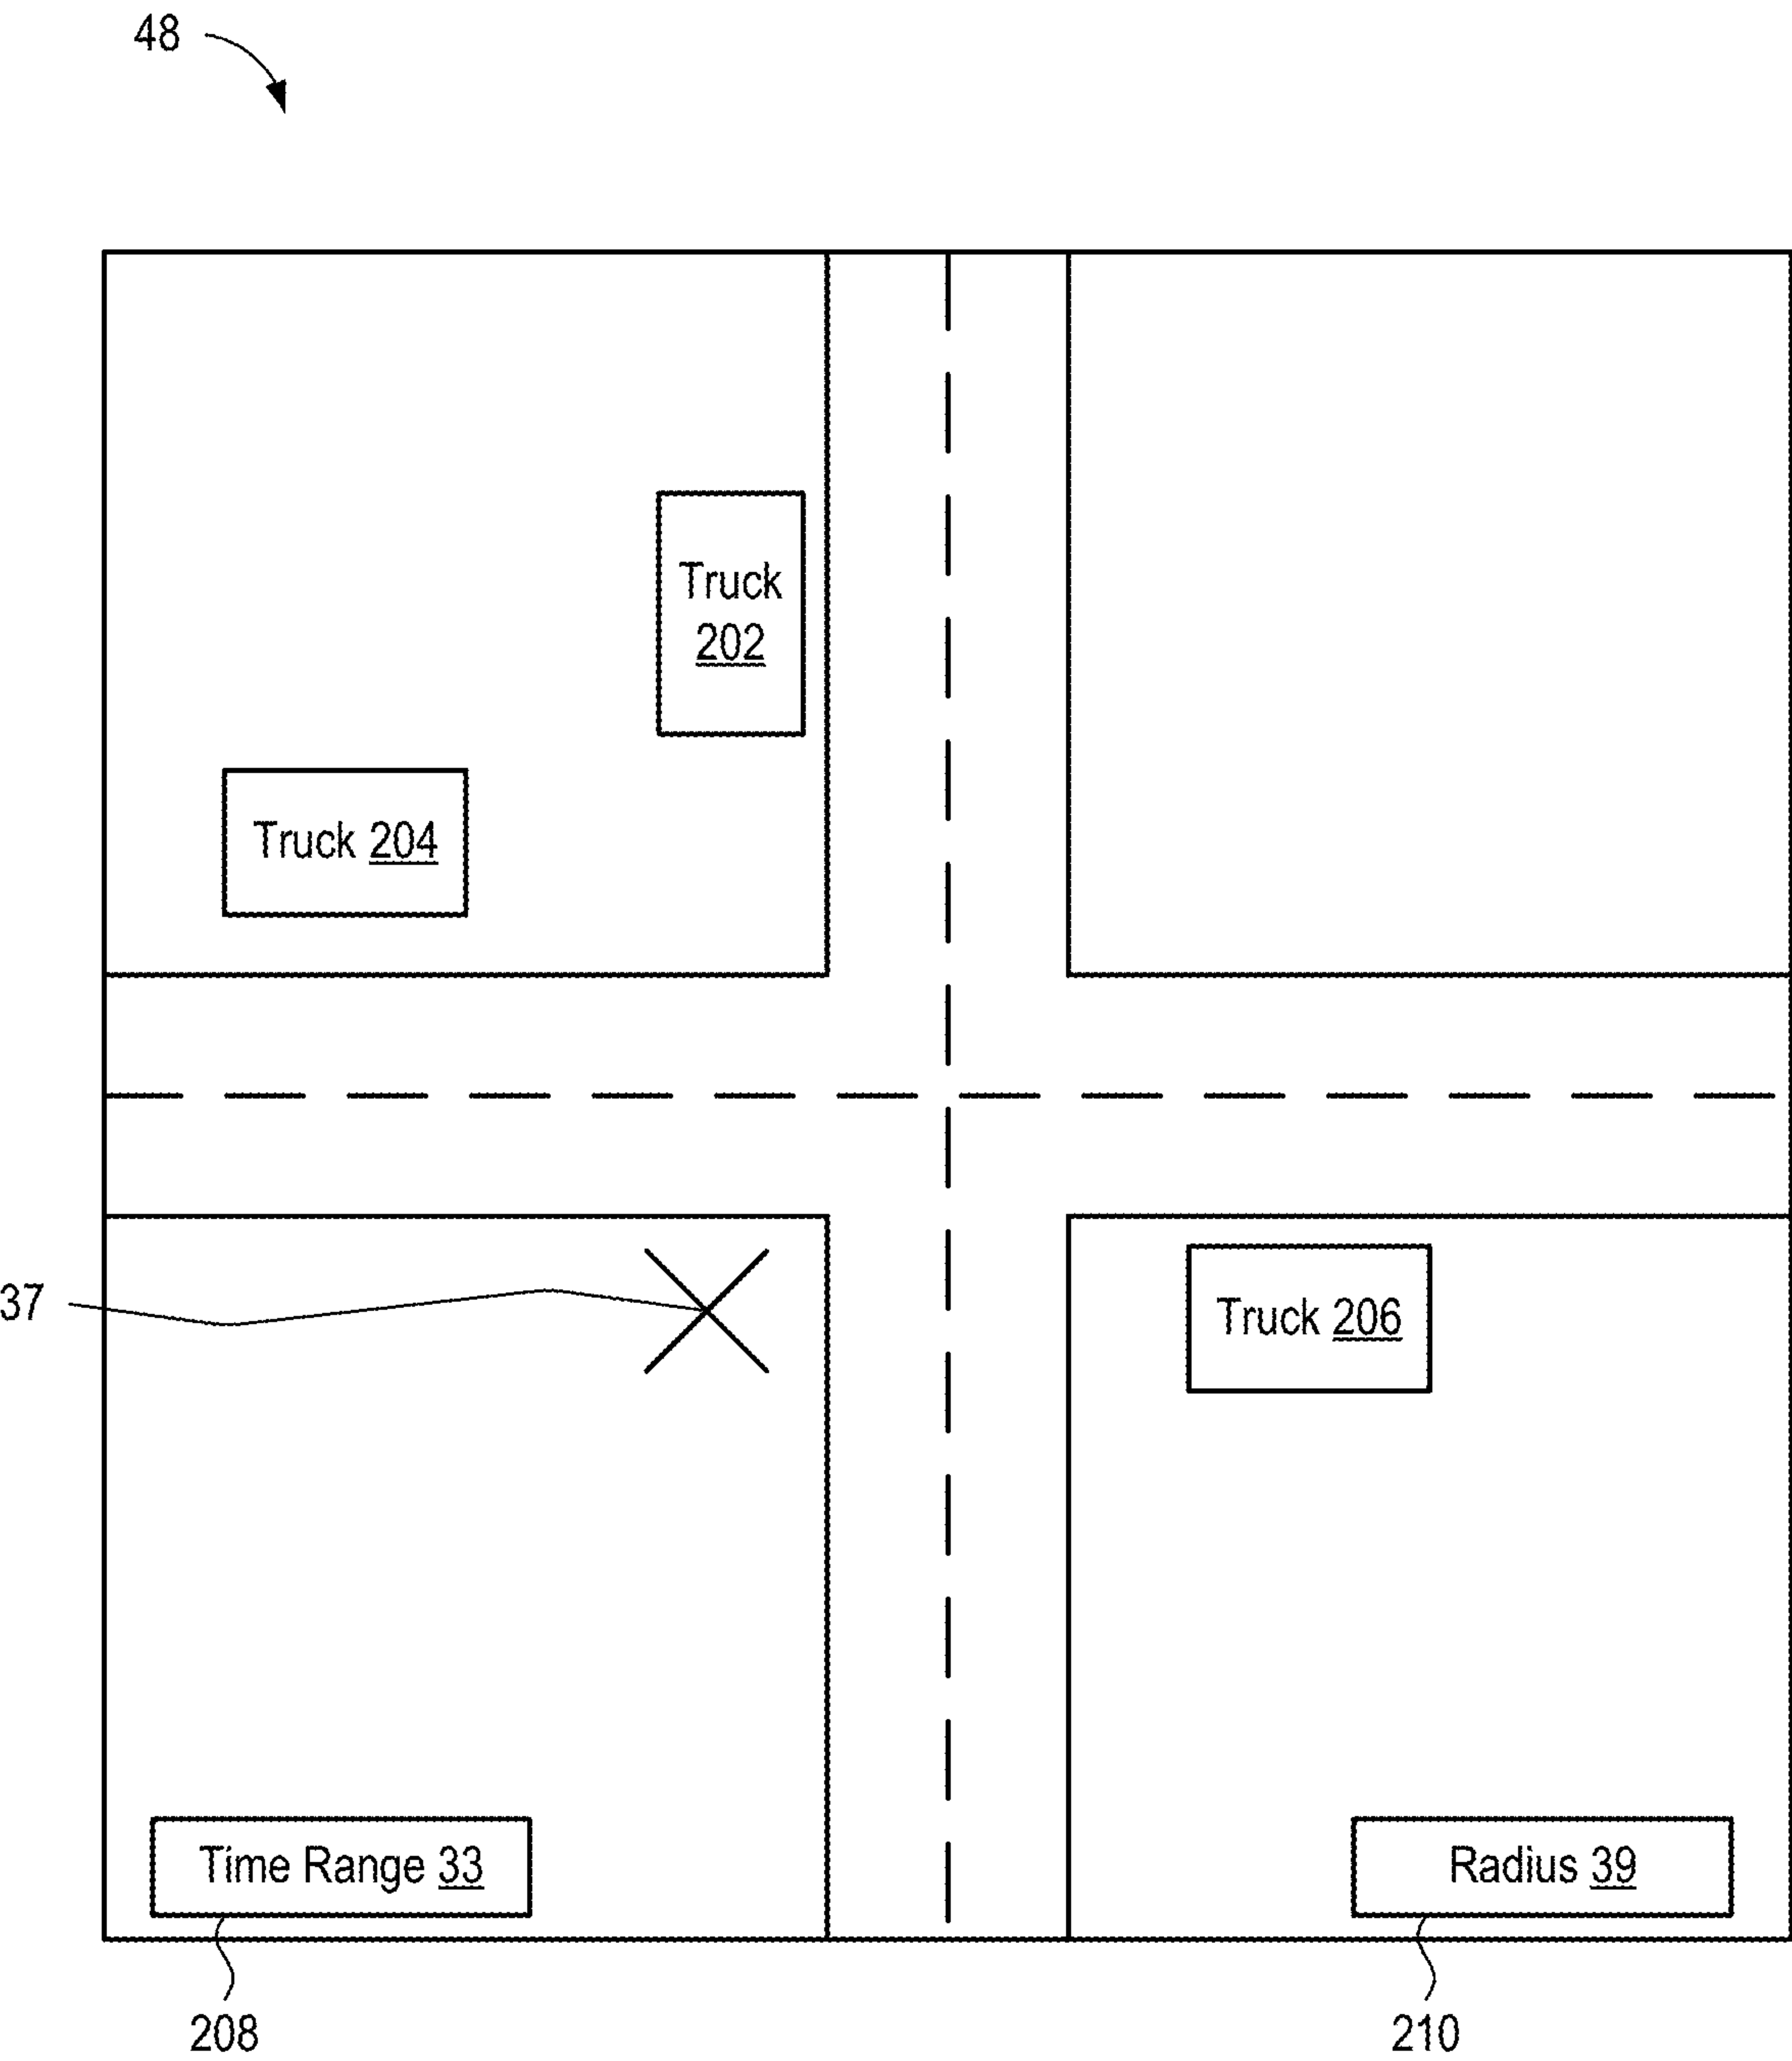 48
Truck
202
Truck 204
37
Truck 206
Time Range 33
Radius 39
208
210